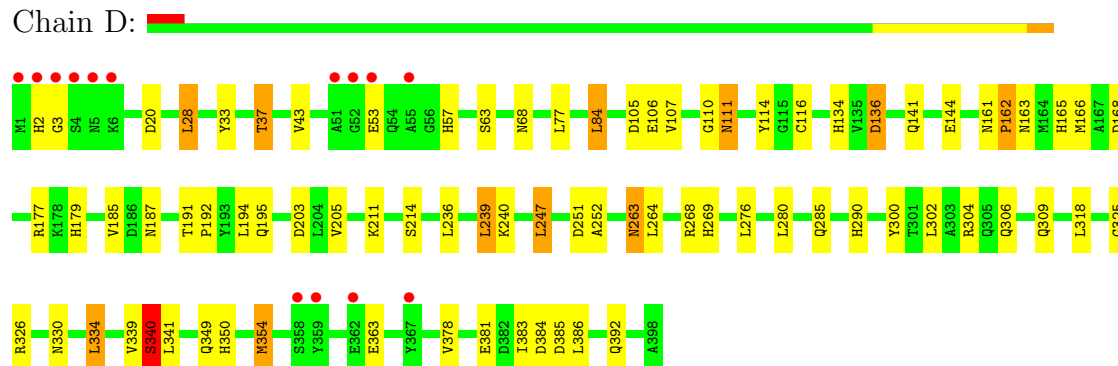 Chain D:
M1 H2 G3 S4 N5 K6 D20 L28 Y33 T37 V43 A51 G52 E53 Q54 A55 G56 H57 S63 N68 L77 L84 D105 E106 V107 G110 N111 Y114 G115 C116 H134 V135 D136 Q141 E144 N161 P162 N163 M164 H165 M166 A167
R177 K178 H179 V185 D186 N187 T191 P192 Y193 L194 Q195 D203 L204 V205 K211 S214 L236 L239 K240 L247 D251 A252 N263 L264 R268 H269 L276 L280 Q285 H290 Y300 T301 L302 A303 R304 Q305 Q306 Q309 L318
R326 N330 L334 V339 S340 L341 Q349 H350 M354 S358 Y359 E362 E363 Y367 V378 E381 D382 I383 D384 D385 L386 Q392 A398